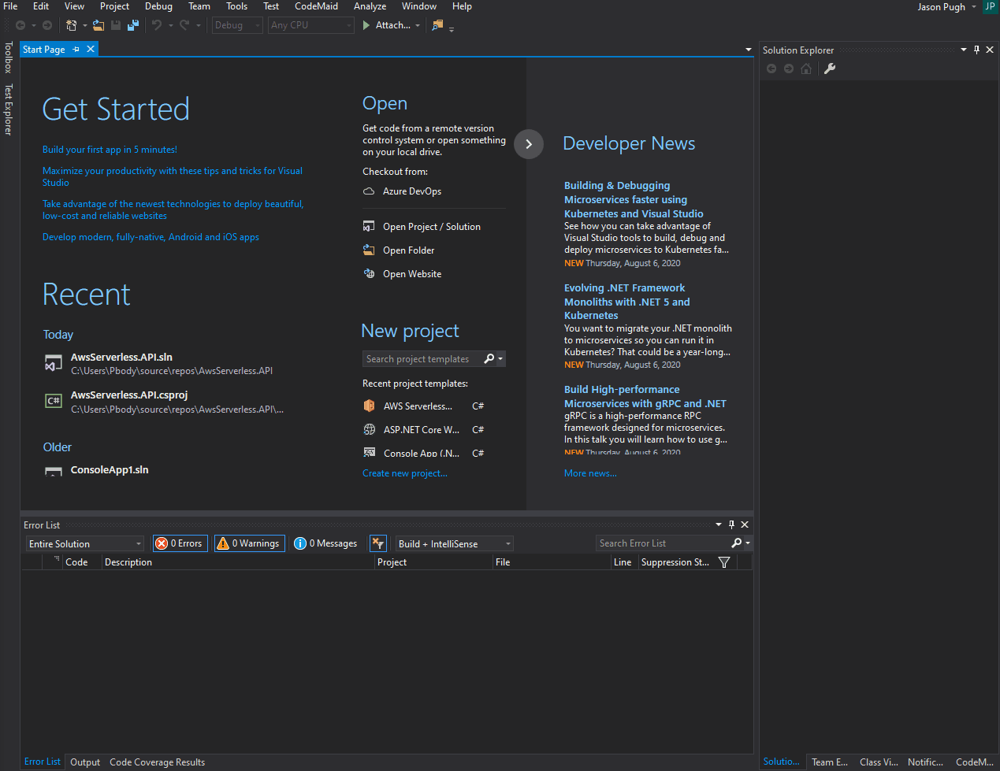 File Edit View Project Debug Team Tools Test CodeMaid Analyze Window Help
Jason Pugh JP
Debug Any CPU Attach...
Toolbox
Test Explorer
Start Page
Get Started
Build your first app in 5 minutes!
Maximize your productivity with these tips and tricks for Visual
Studio
Take advantage of the newest technologies to deploy beautiful,
low-cost and reliable websites
Develop modern, fully-native, Android and iOS apps
Recent
Today
AwsServerless.API.sln
C:\Users\Pbody\source\repos\AwsServerless.API
C# AwsServerless.API.csproj
C:\Users\Pbody\source\repos\AwsServerless.API\...
Older
ConsoleApp1.sln
Open
Get code from a remote version
control system or open something
on your local drive.
Checkout from:
Azure DevOps
Open Project / Solution
Open Folder
Open Website
New project
Search project templates
Recent project templates:
AWS Serverless... C#
ASP.NET Core W... C#
Console App (.N... C#
Create new project...
Developer News
Building & Debugging
Microservices faster using
Kubernetes and Visual Studio
See how you can take advantage of
Visual Studio tools to build, debug and
deploy microservices to Kubernetes fa...
NEW Thursday, August 6, 2020
Evolving .NET Framework
Monoliths with .NET 5 and
Kubernetes
You want to migrate your .NET monolith
to microservices so you can run it in
Kubernetes? That could be a year-long...
NEW Thursday, August 6, 2020
Build High-performance
Microservices with gRPC and .NET
gRPC is a high-performance RPC
framework designed for microservices.
In this talk you will learn how to use g...
NEW Thursday, August 6, 2020
More news...
Solution Explorer
Error List
Entire Solution 0 Errors 0 Warnings 0 Messages Build + IntelliSense Search Error List
Code Description Project File Line Suppression St...
Error List Output Code Coverage Results
Solutio... Team E... Class Vi... Notific... CodeM...